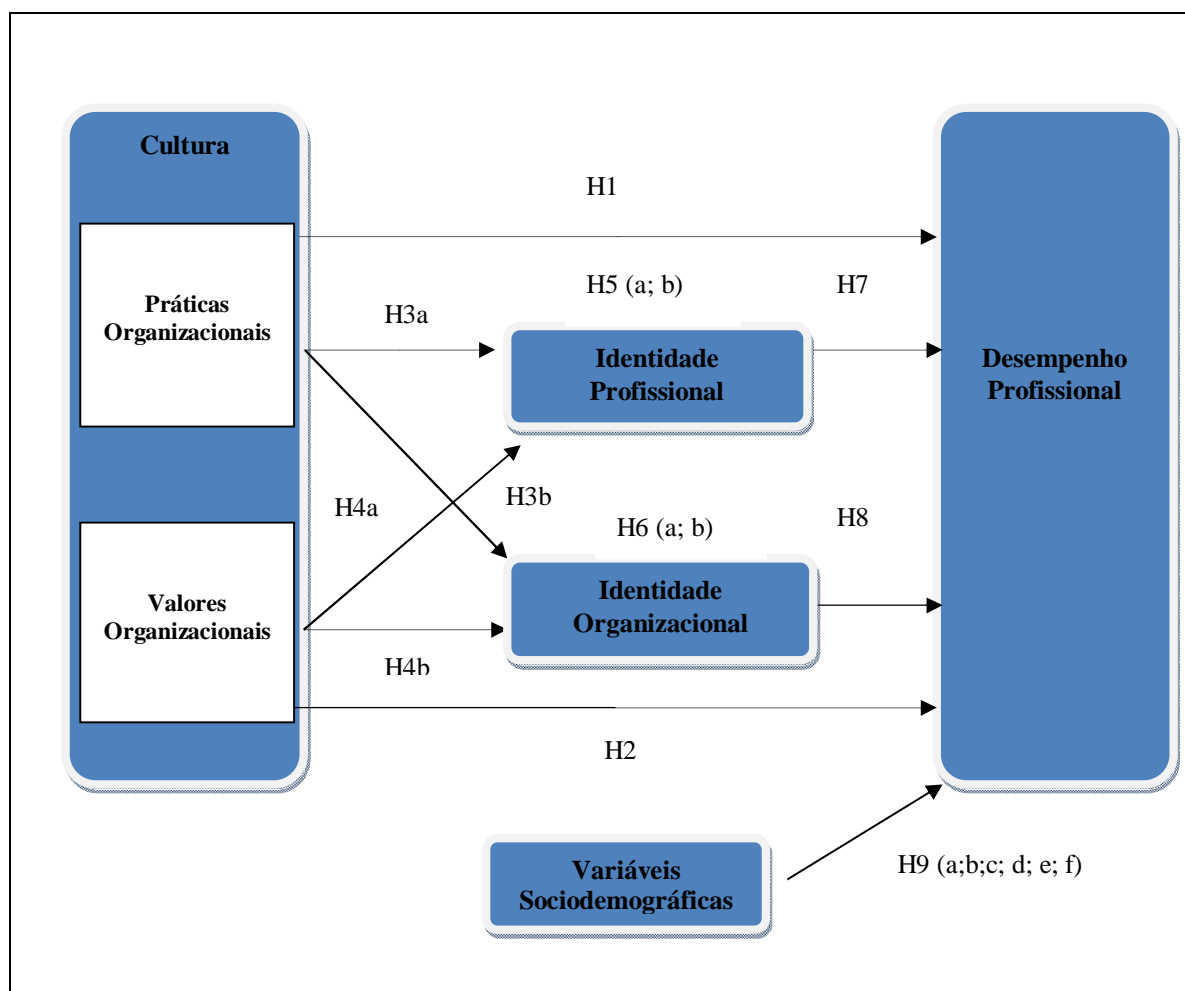 Cultura
H1
Práticas
Organizacionais
H3a
H5 (a; b)
H7
Identidade
Profissional
Desempenho
Profissional
H4a
H3b
H6 (a; b)
H8
Valores
Organizacionais
Identidade
Organizacional
H4b
H2
Variáveis
Sociodemográficas
H9 (a;b;c; d; e; f)